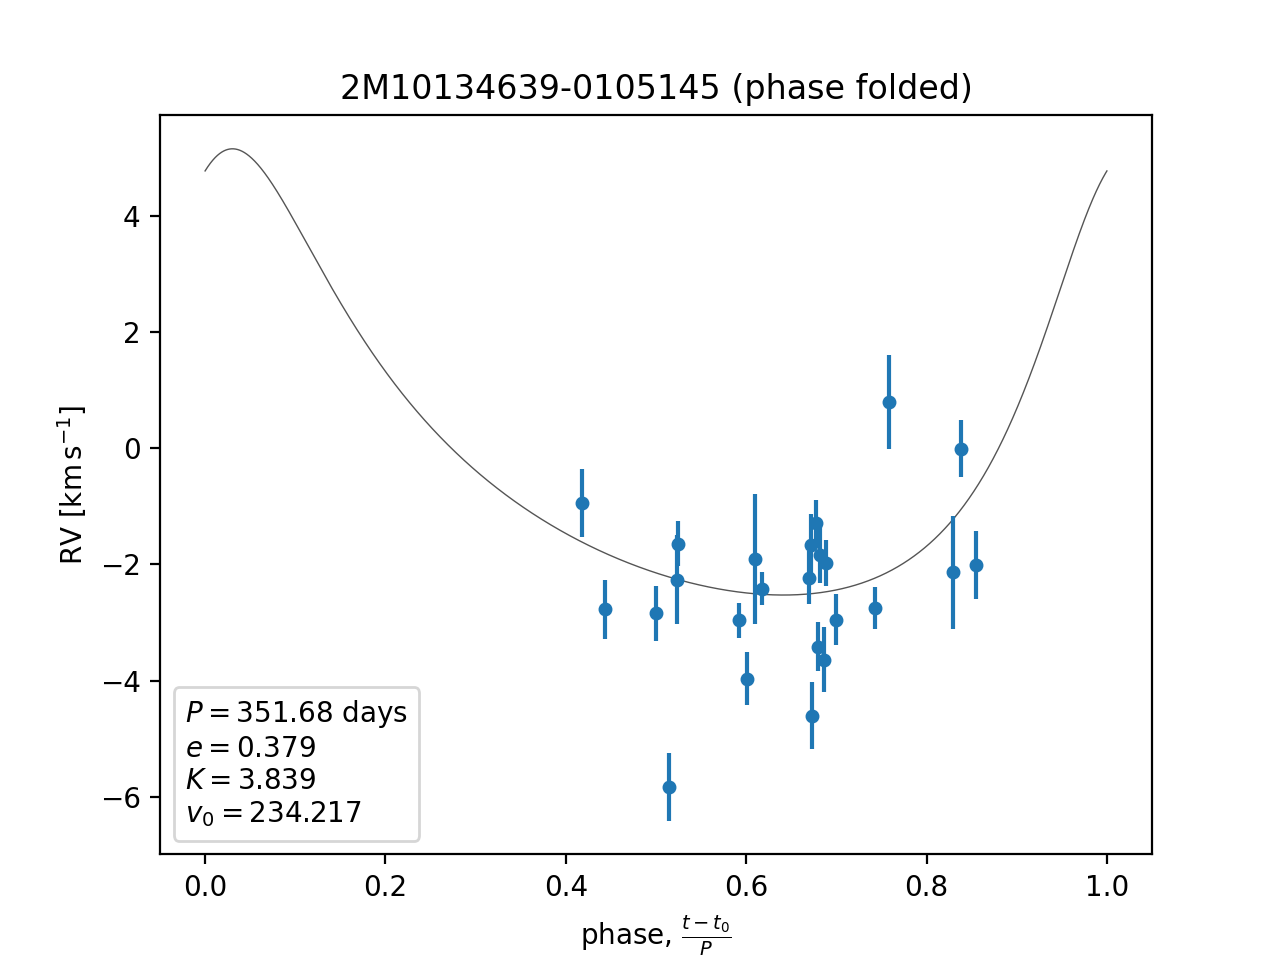 2M10134639-0105145 (phase folded)
RV [km s⁻¹]
4
2
0
−2
−4
−6
P = 351.68 days
e = 0.379
K = 3.839
v₀ = 234.217
0.0 0.2 0.4 0.6 0.8 1.0
phase, (t − t₀)/P